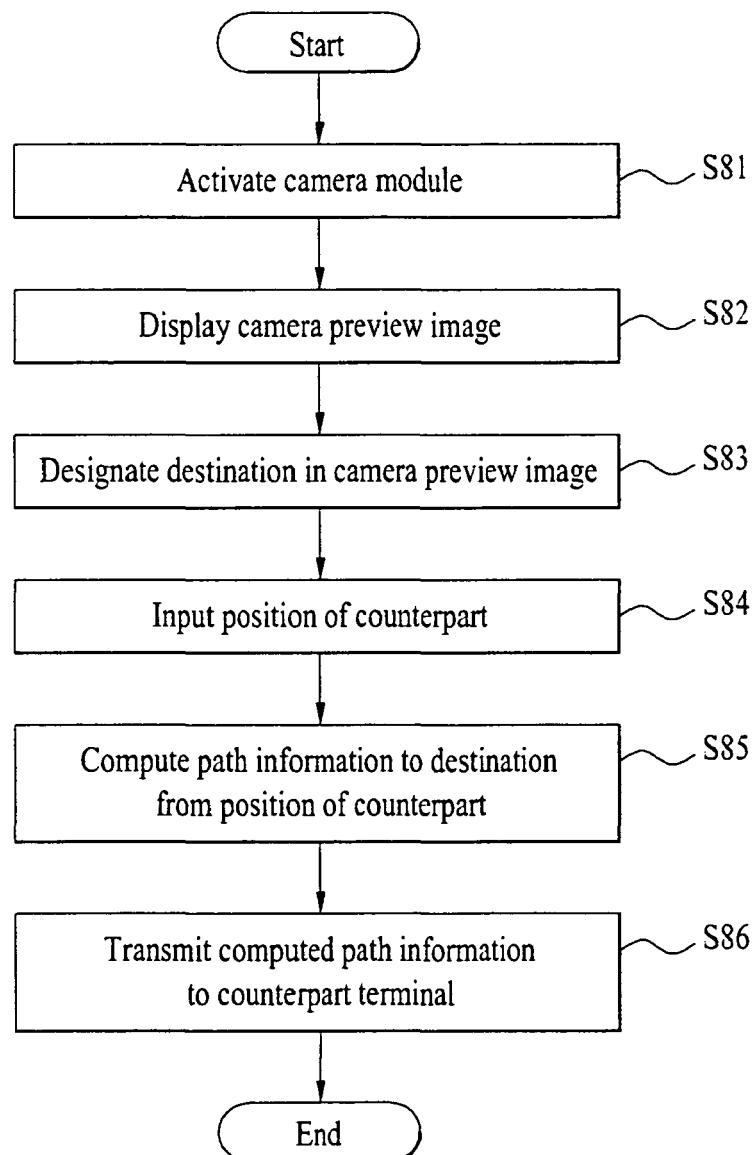 Start
Activate camera module
S81
Display camera preview image
S82
Designate destination in camera preview image
S83
Input position of counterpart
S84
Compute path information to destination
from position of counterpart
S85
Transmit computed path information
to counterpart terminal
S86
End